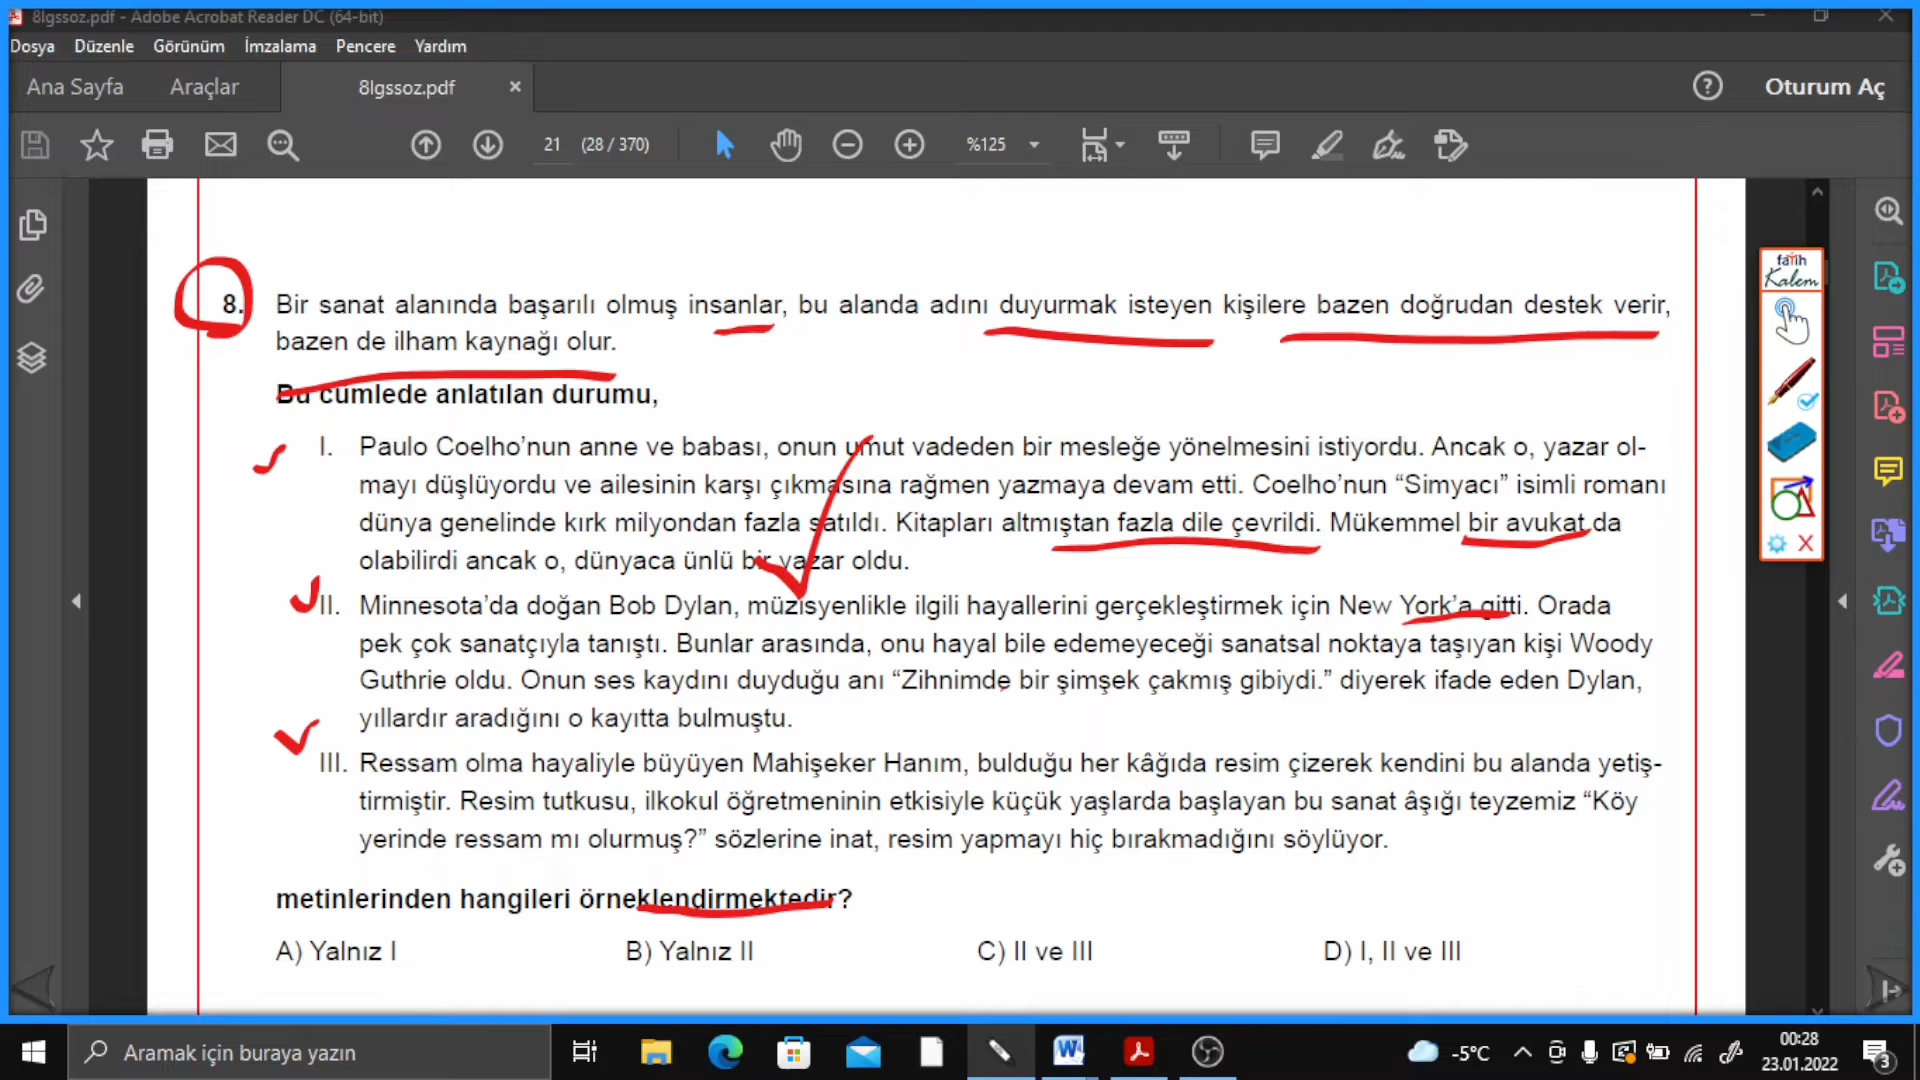 8lgssoz.pdf - Adobe Acrobat Reader DC (64-bit)
Dosya Düzenle Görünüm İmzalama Pencere Yardım
Ana Sayfa Araçlar 8lgssoz.pdf Oturum Aç
21 (28 / 370) %125
fatih
Kalem
8. Bir sanat alanında başarılı olmuş insanlar, bu alanda adını duyurmak isteyen kişilere bazen doğrudan destek verir,
bazen de ilham kaynağı olur.
Bu cümlede anlatılan durumu,
I. Paulo Coelho’nun anne ve babası, onun umut vadeden bir mesleğe yönelmesini istiyordu. Ancak o, yazar ol-
mayı düşlüyordu ve ailesinin karşı çıkmasına rağmen yazmaya devam etti. Coelho’nun “Simyacı” isimli romanı
dünya genelinde kırk milyondan fazla satıldı. Kitapları altmıştan fazla dile çevrildi. Mükemmel bir avukat da
olabilirdi ancak o, dünyaca ünlü bir yazar oldu.
II. Minnesota’da doğan Bob Dylan, müzisyenlikle ilgili hayallerini gerçekleştirmek için New York’a gitti. Orada
pek çok sanatçıyla tanıştı. Bunlar arasında, onu hayal bile edemeyeceği sanatsal noktaya taşıyan kişi Woody
Guthrie oldu. Onun ses kaydını duyduğu anı “Zihnimde bir şimşek çakmış gibiydi.” diyerek ifade eden Dylan,
yıllardır aradığını o kayıtta bulmuştu.
III. Ressam olma hayaliyle büyüyen Mahişeker Hanım, bulduğu her kâğıda resim çizerek kendini bu alanda yetiş-
tirmiştir. Resim tutkusu, ilkokul öğretmeninin etkisiyle küçük yaşlarda başlayan bu sanat âşığı teyzemiz “Köy
yerinde ressam mı olurmuş?” sözlerine inat, resim yapmayı hiç bırakmadığını söylüyor.
metinlerinden hangileri örneklendirmektedir?
A) Yalnız I B) Yalnız II C) II ve III D) I, II ve III
Aramak için buraya yazın
-5°C
00:28
23.01.2022
3